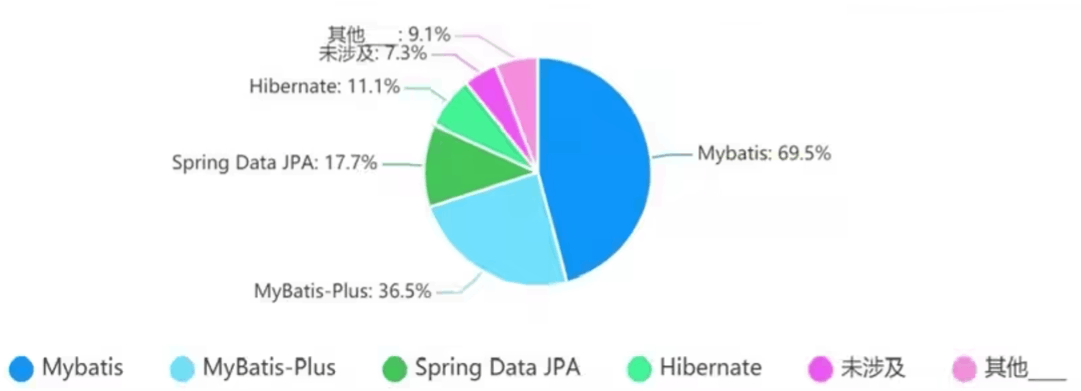 其他____: 9.1%
未涉及: 7.3%
Hibernate: 11.1%
Mybatis: 69.5%
Spring Data JPA: 17.7%
MyBatis-Plus: 36.5%
Mybatis MyBatis-Plus Spring Data JPA Hibernate 未涉及 其他____